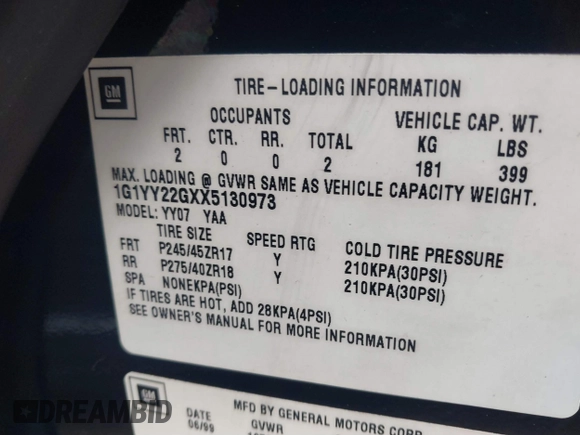 GM
TIRE-LOADING INFORMATION
OCCUPANTS VEHICLE CAP. WT.
FRT. CTR. RR. TOTAL KG LBS
2 0 0 2 181 399
MAX. LOADING @ GVWR SAME AS VEHICLE CAPACITY WEIGHT.
1G1YY22GXX5130973
MODEL: YY07 YAA
TIRE SIZE SPEED RTG COLD TIRE PRESSURE
FRT P245/45ZR17 Y 210KPA(30PSI)
RR P275/40ZR18 Y 210KPA(30PSI)
SPA NONEKPA(PSI)
IF TIRES ARE HOT, ADD 28KPA(4PSI)
SEE OWNER'S MANUAL FOR MORE INFORMATION
GM
MFD BY GENERAL MOTORS CORP
DATE GVWR
06/99
DREAMBID